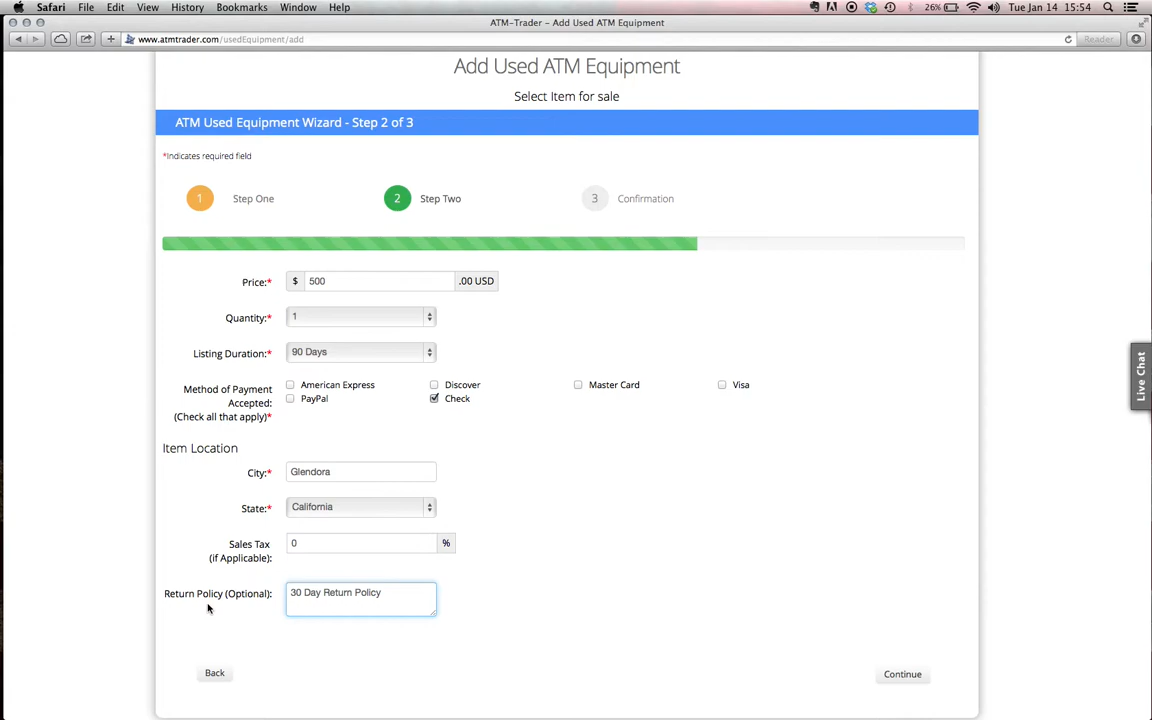 Safari File Edit View History Bookmarks Window Help 26% Tue Jan 14 15:54
ATM-Trader – Add Used ATM Equipment
www.atmtrader.com/usedEquipment/add Reader
Add Used ATM Equipment
Select Item for sale
ATM Used Equipment Wizard - Step 2 of 3
*Indicates required field
1 Step One 2 Step Two 3 Confirmation
Price:* $ 500 .00 USD
Quantity:* 1
Listing Duration:* 90 Days
Method of Payment
Accepted:
(Check all that apply)*
American Express Discover Master Card Visa
PayPal Check
Item Location
City:* Glendora
State:* California
Sales Tax
(if Applicable):
0 %
Return Policy (Optional): 30 Day Return Policy
Back Continue
Live Chat